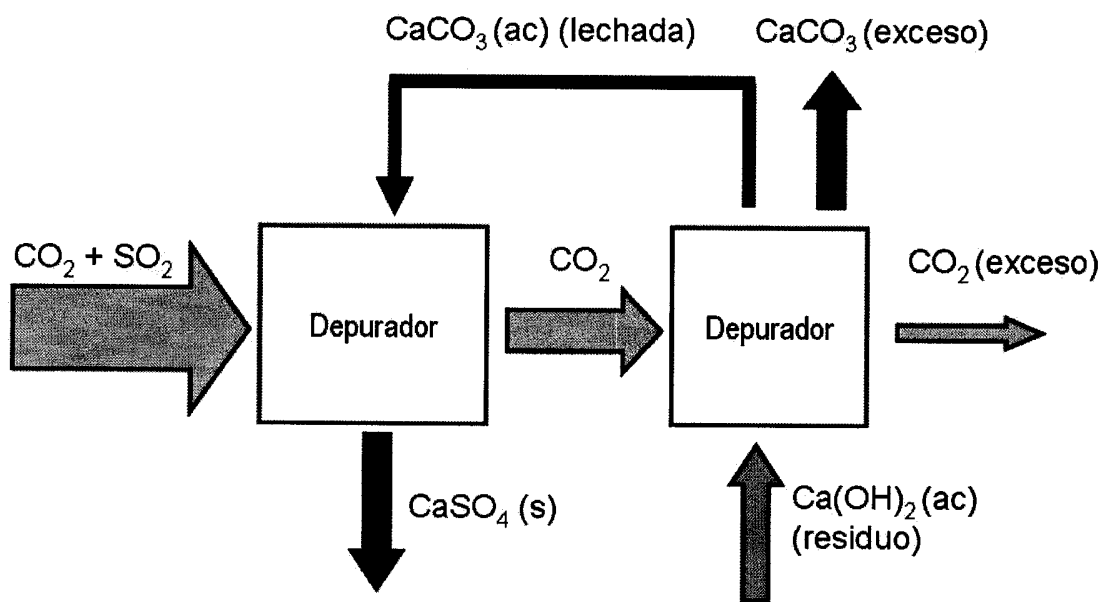 CaCO₃ (ac) (lechada)
CaCO₃ (exceso)
CO₂ + SO₂
Depurador
CO₂
Depurador
CO₂ (exceso)
CaSO₄ (s)
Ca(OH)₂ (ac)
(residuo)